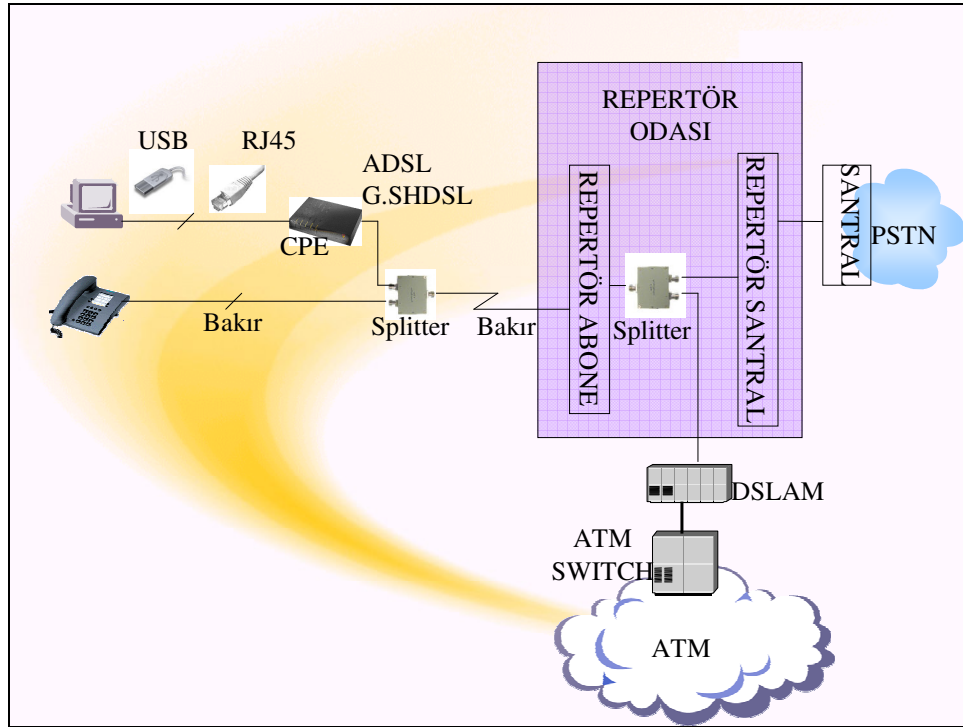 REPERTÖR
ODASI
USB
RJ45
ADSL
G.SHDSL
CPE
Bakır
Splitter
Bakır
REPERTÖR ABONE
Splitter
REPERTÖR SANTRAL
SANTRAL
PSTN
DSLAM
ATM
SWITCH
ATM